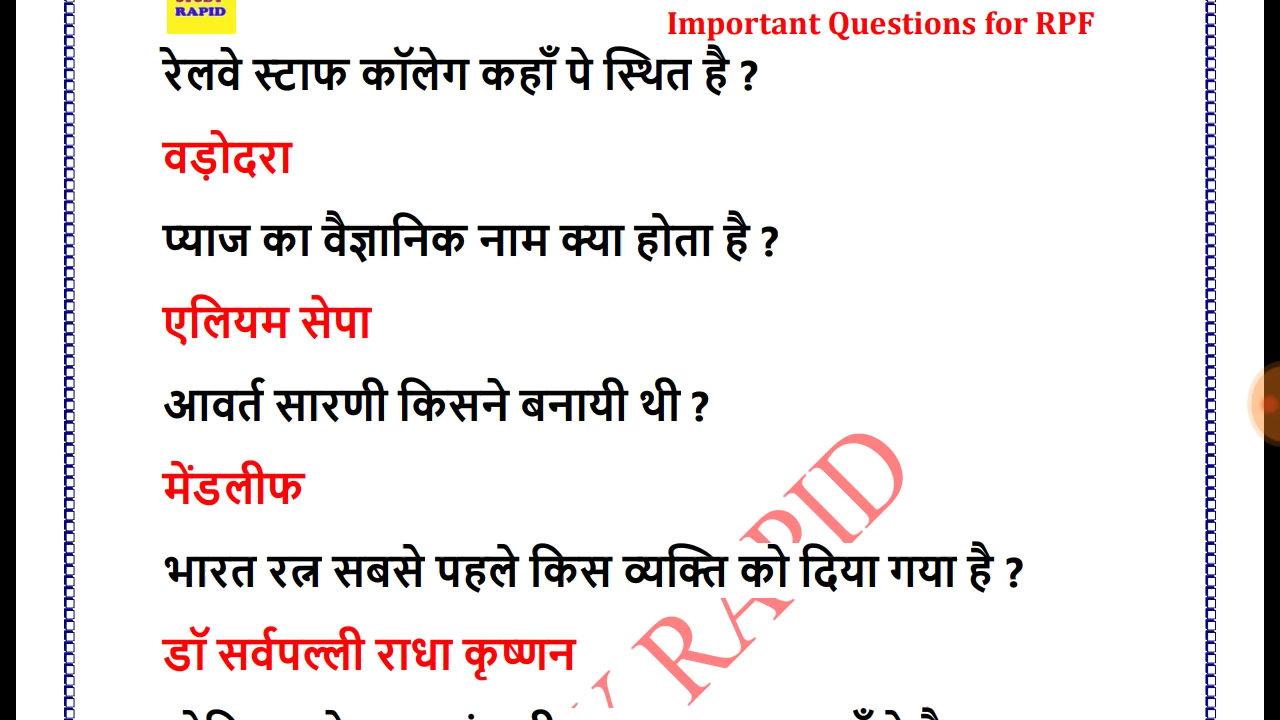 RAPID
Important Questions for RPF
रेलवे स्टाफ कॉलेग कहाँ पे स्थित है ?
वड़ोदरा
प्याज का वैज्ञानिक नाम क्या होता है ?
एलियम सेपा
आवर्त सारणी किसने बनायी थी ?
मेंडलीफ
भारत रत्न सबसे पहले किस व्यक्ति को दिया गया है ?
डॉ सर्वपल्ली राधा कृष्णन
RAPID